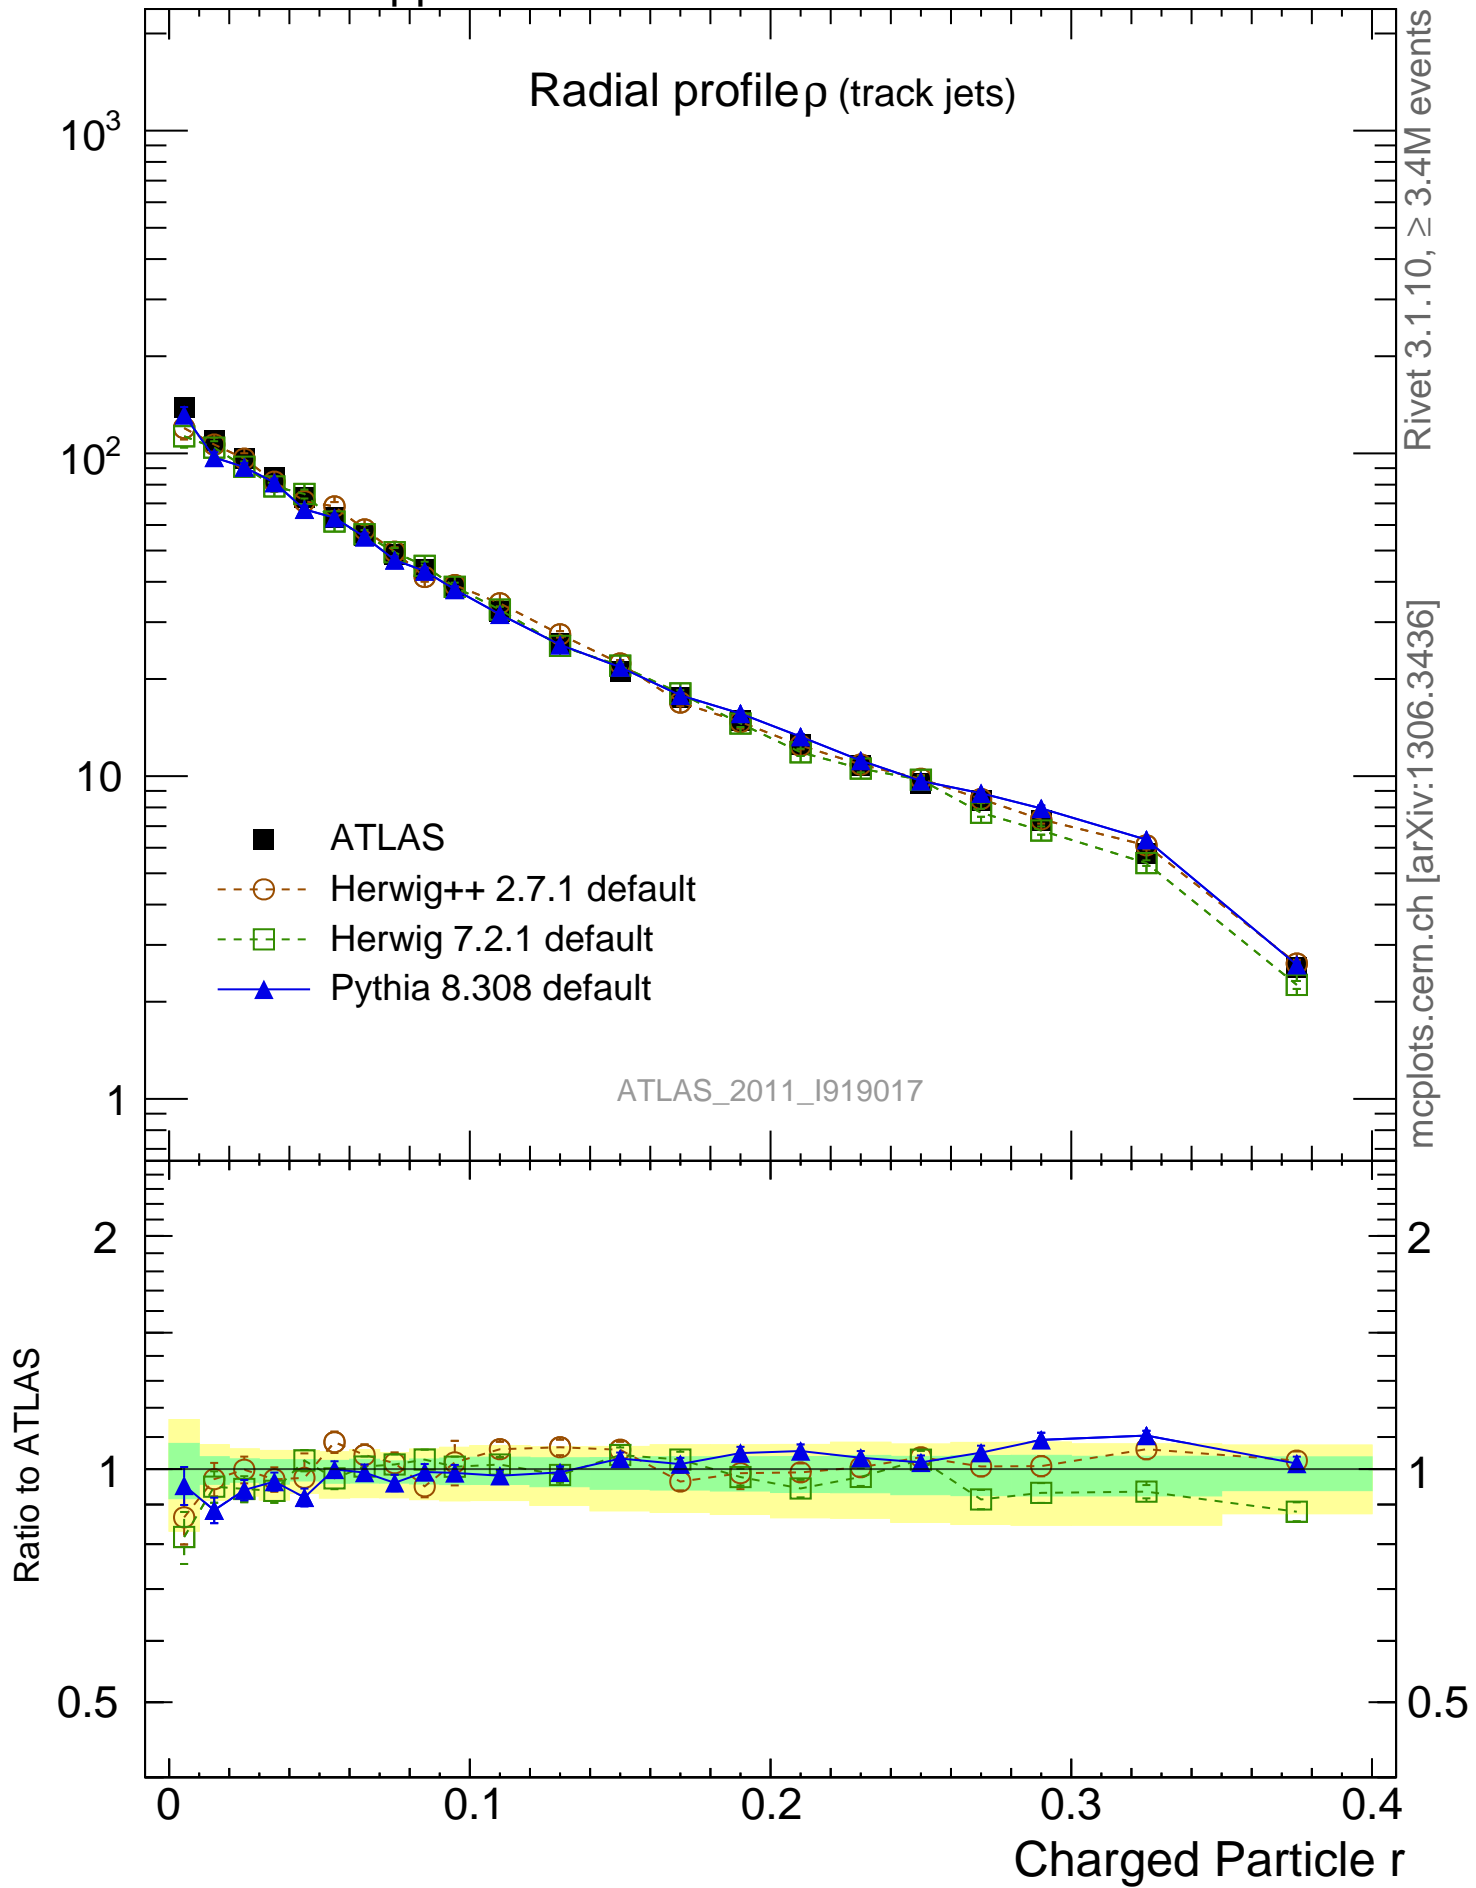 Radial profile ρ (track jets)
10³
10²
10
1
ATLAS
Herwig++ 2.7.1 default
Herwig 7.2.1 default
Pythia 8.308 default
ATLAS_2011_I919017
Rivet 3.1.10, ≥ 3.4M events
mcplots.cern.ch [arXiv:1306.3436]
Ratio to ATLAS
2
1
0.5
2
1
0.5
0 0.1 0.2 0.3 0.4
Charged Particle r